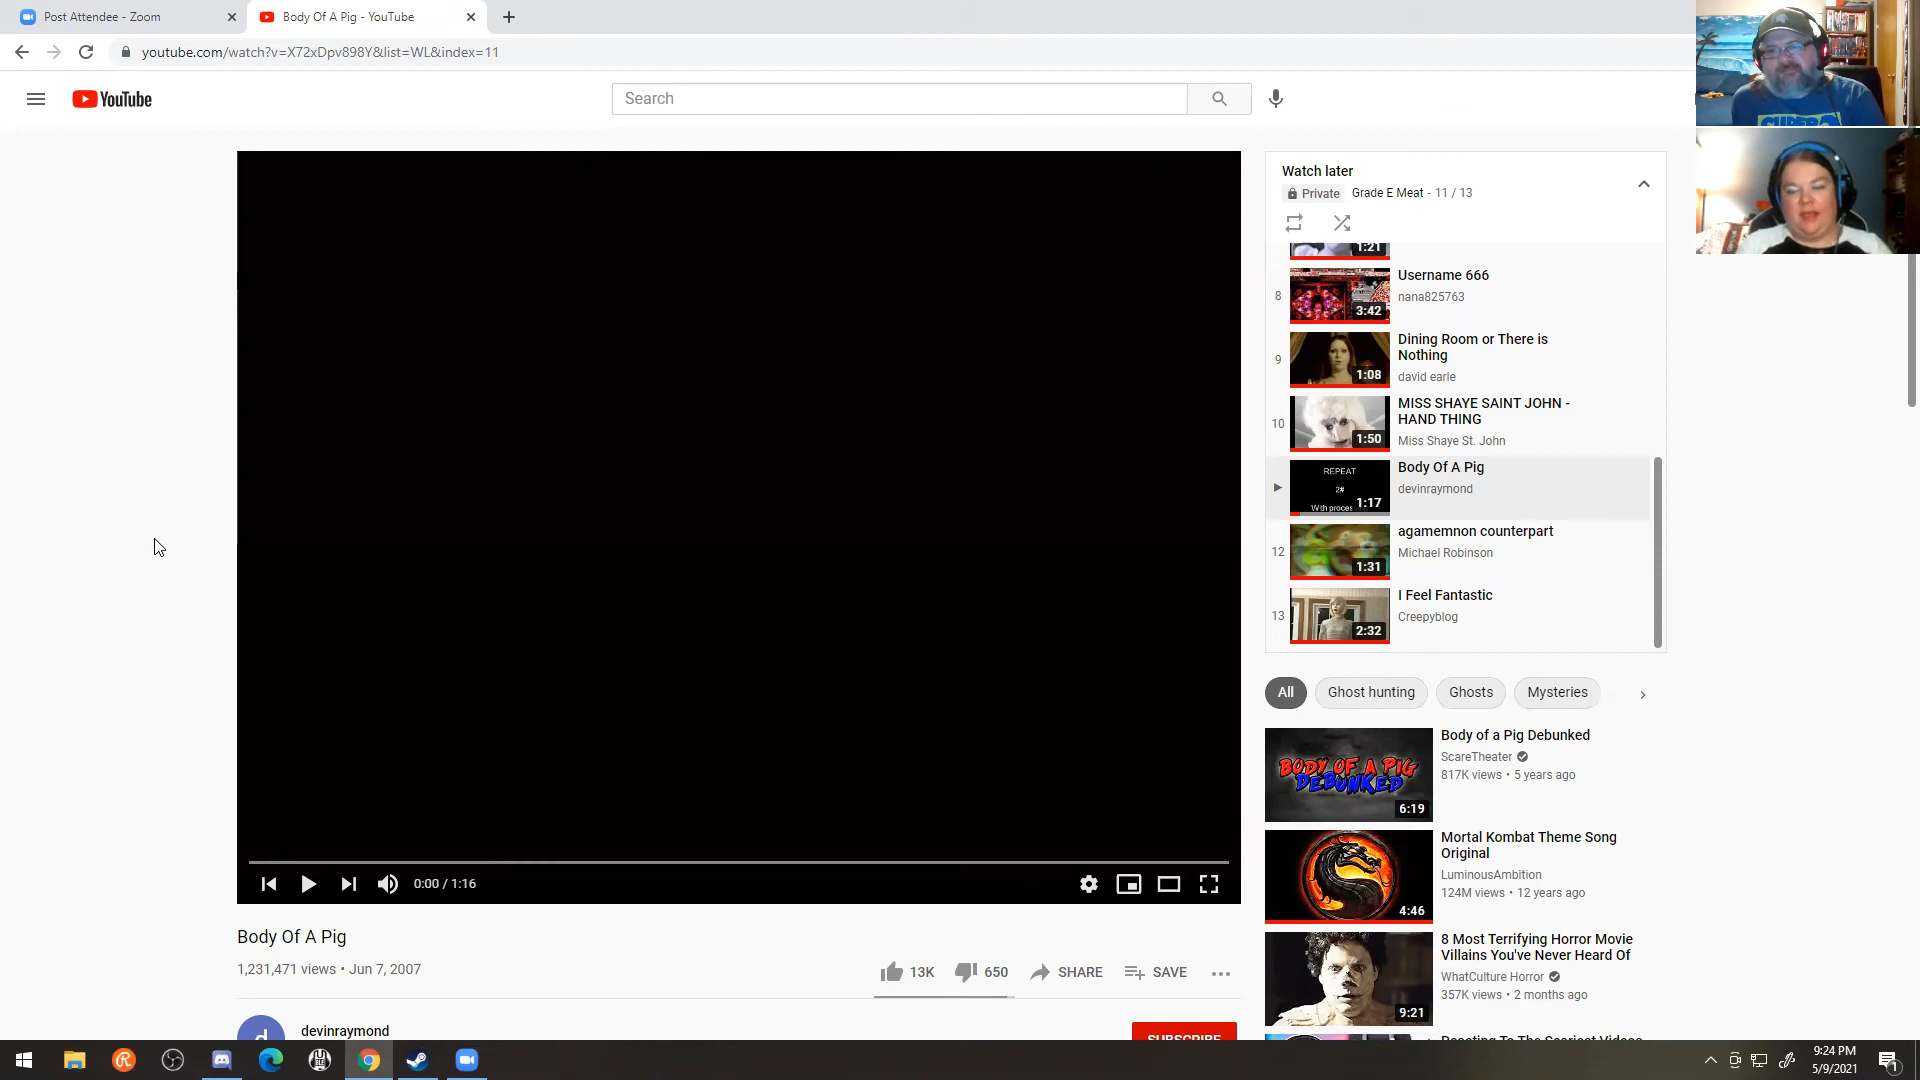 Post Attendee - Zoom
Body Of A Pig - YouTube
youtube.com/watch?v=X72xDpv898Y&list=WL&index=11
YouTube
Search
Watch later
Private Grade E Meat - 11 / 13
1:21
8
Username 666
nana825763
3:42
9
Dining Room or There is
Nothing
david earle
1:08
10
MISS SHAYE SAINT JOHN -
HAND THING
Miss Shaye St. John
1:50
REPEAT
2#
With proces
1:17
Body Of A Pig
devinraymond
12
agamemnon counterpart
Michael Robinson
1:31
13
I Feel Fantastic
Creepyblog
2:32
All Ghost hunting Ghosts Mysteries
BODY OF A PIG
DEBUNKED
6:19
Body of a Pig Debunked
ScareTheater
817K views • 5 years ago
Mortal Kombat Theme Song
Original
LuminousAmbition
124M views • 12 years ago
4:46
8 Most Terrifying Horror Movie
Villains You've Never Heard Of
WhatCulture Horror
357K views • 2 months ago
9:21
0:00 / 1:16
Body Of A Pig
1,231,471 views • Jun 7, 2007
13K 650 SHARE SAVE
d
devinraymond
SUBSCRIBE
9:24 PM
5/9/2021
1